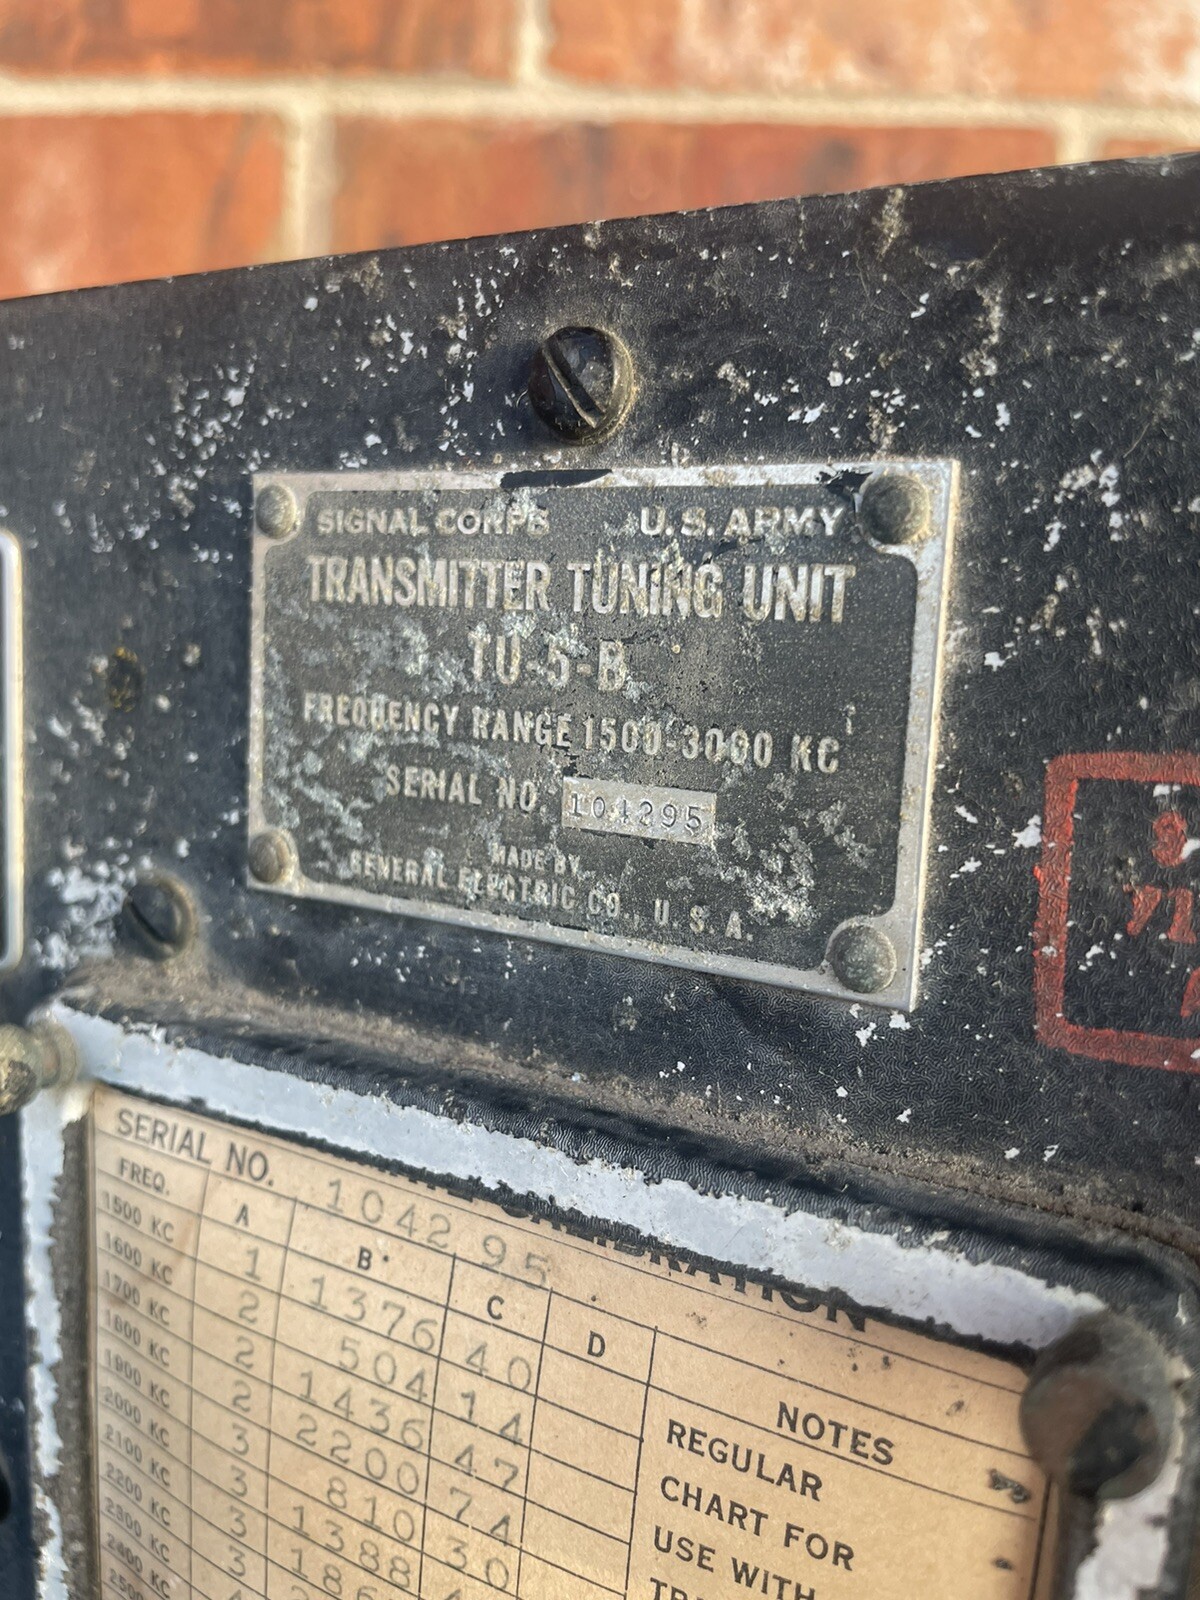 SIGNAL CORPS U.S. ARMY
TRANSMITTER TUNING UNIT
TU-5-B
FREQUENCY RANGE 1500-3000 KC
SERIAL NO. 104295
MADE BY
GENERAL ELECTRIC CO., U.S.A.
SERIAL NO. 104295 CALIBRATION
FREQ. A B C D NOTES
1500 KC 1 1376 40 REGULAR
1600 KC 2 504 14 CHART FOR
1700 KC 2 1436 47 USE WITH
1800 KC 2 2200 74
1900 KC 3 810 30
2000 KC 3 1388
2100 KC 3
2200 KC 3
2300 KC
2400 KC
2500